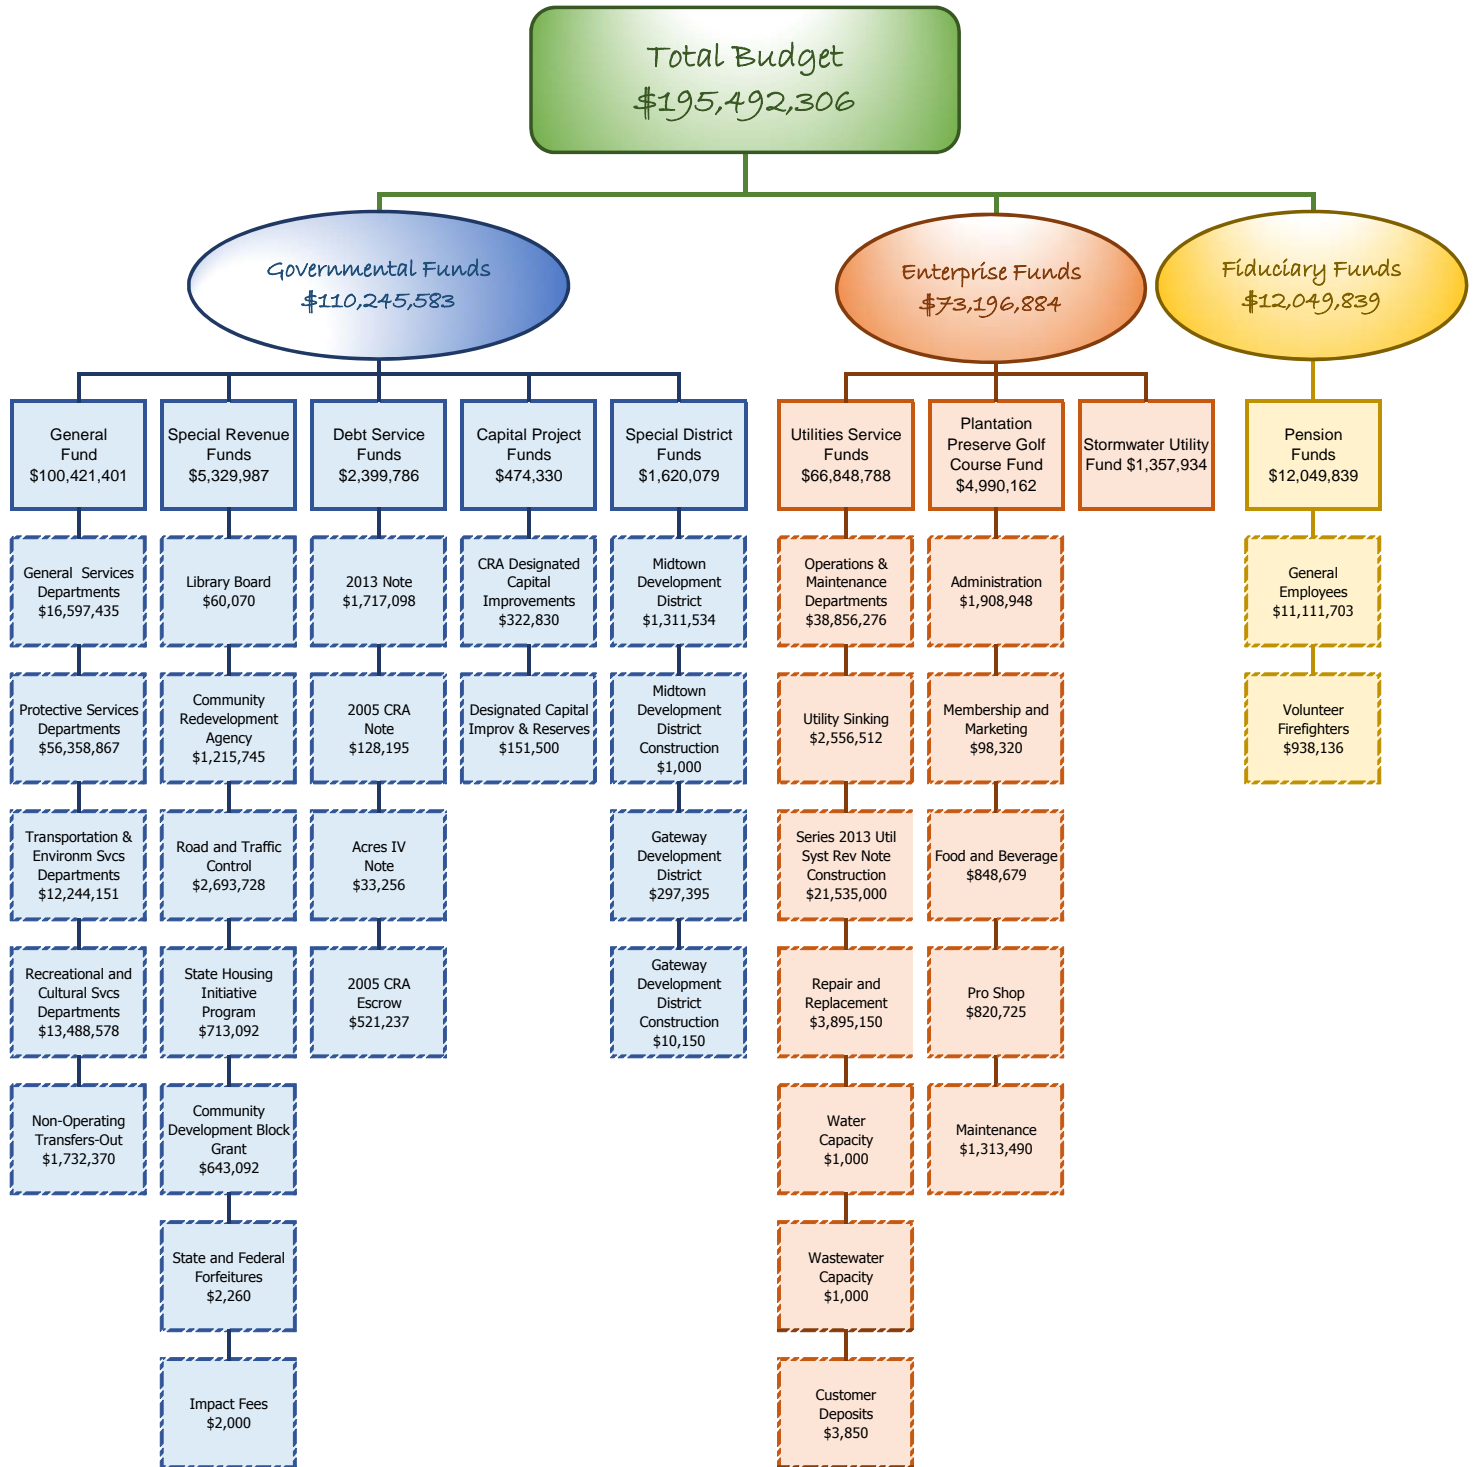 Total Budget
$195,492,306
Governmental Funds
$110,245,583
Enterprise Funds
$73,196,884
Fiduciary Funds
$12,049,839
General
Fund
$100,421,401
Special Revenue
Funds
$5,329,987
Debt Service
Funds
$2,399,786
Capital Project
Funds
$474,330
Special District
Funds
$1,620,079
Utilities Service
Funds
$66,848,788
Plantation
Preserve Golf
Course Fund
$4,990,162
Stormwater Utility
Fund $1,357,934
Pension
Funds
$12,049,839
General  Services
Departments
$16,597,435
Library Board
$60,070
2013 Note
$1,717,098
CRA Designated
Capital
Improvements
$322,830
Midtown
Development
District
$1,311,534
Operations &
Maintenance
Departments
$38,856,276
Administration
$1,908,948
General
Employees
$11,111,703
Protective Services
Departments
$56,358,867
Community
Redevelopment
Agency
$1,215,745
2005 CRA
Note
$128,195
Designated Capital
Improv & Reserves
$151,500
Midtown
Development
District
Construction
$1,000
Utility Sinking
$2,556,512
Membership and
Marketing
$98,320
Volunteer
Firefighters
$938,136
Transportation &
Environm Svcs
Departments
$12,244,151
Road and Traffic
Control
$2,693,728
Acres IV
Note
$33,256
Gateway
Development
District
$297,395
Series 2013 Util
Syst Rev Note
Construction
$21,535,000
Food and Beverage
$848,679
Recreational and
Cultural Svcs
Departments
$13,488,578
State Housing
Initiative
Program
$713,092
2005 CRA
Escrow
$521,237
Gateway
Development
District
Construction
$10,150
Repair and
Replacement
$3,895,150
Pro Shop
$820,725
Non-Operating
Transfers-Out
$1,732,370
Community
Development Block
Grant
$643,092
Water
Capacity
$1,000
Maintenance
$1,313,490
State and Federal
Forfeitures
$2,260
Wastewater
Capacity
$1,000
Impact Fees
$2,000
Customer
Deposits
$3,850